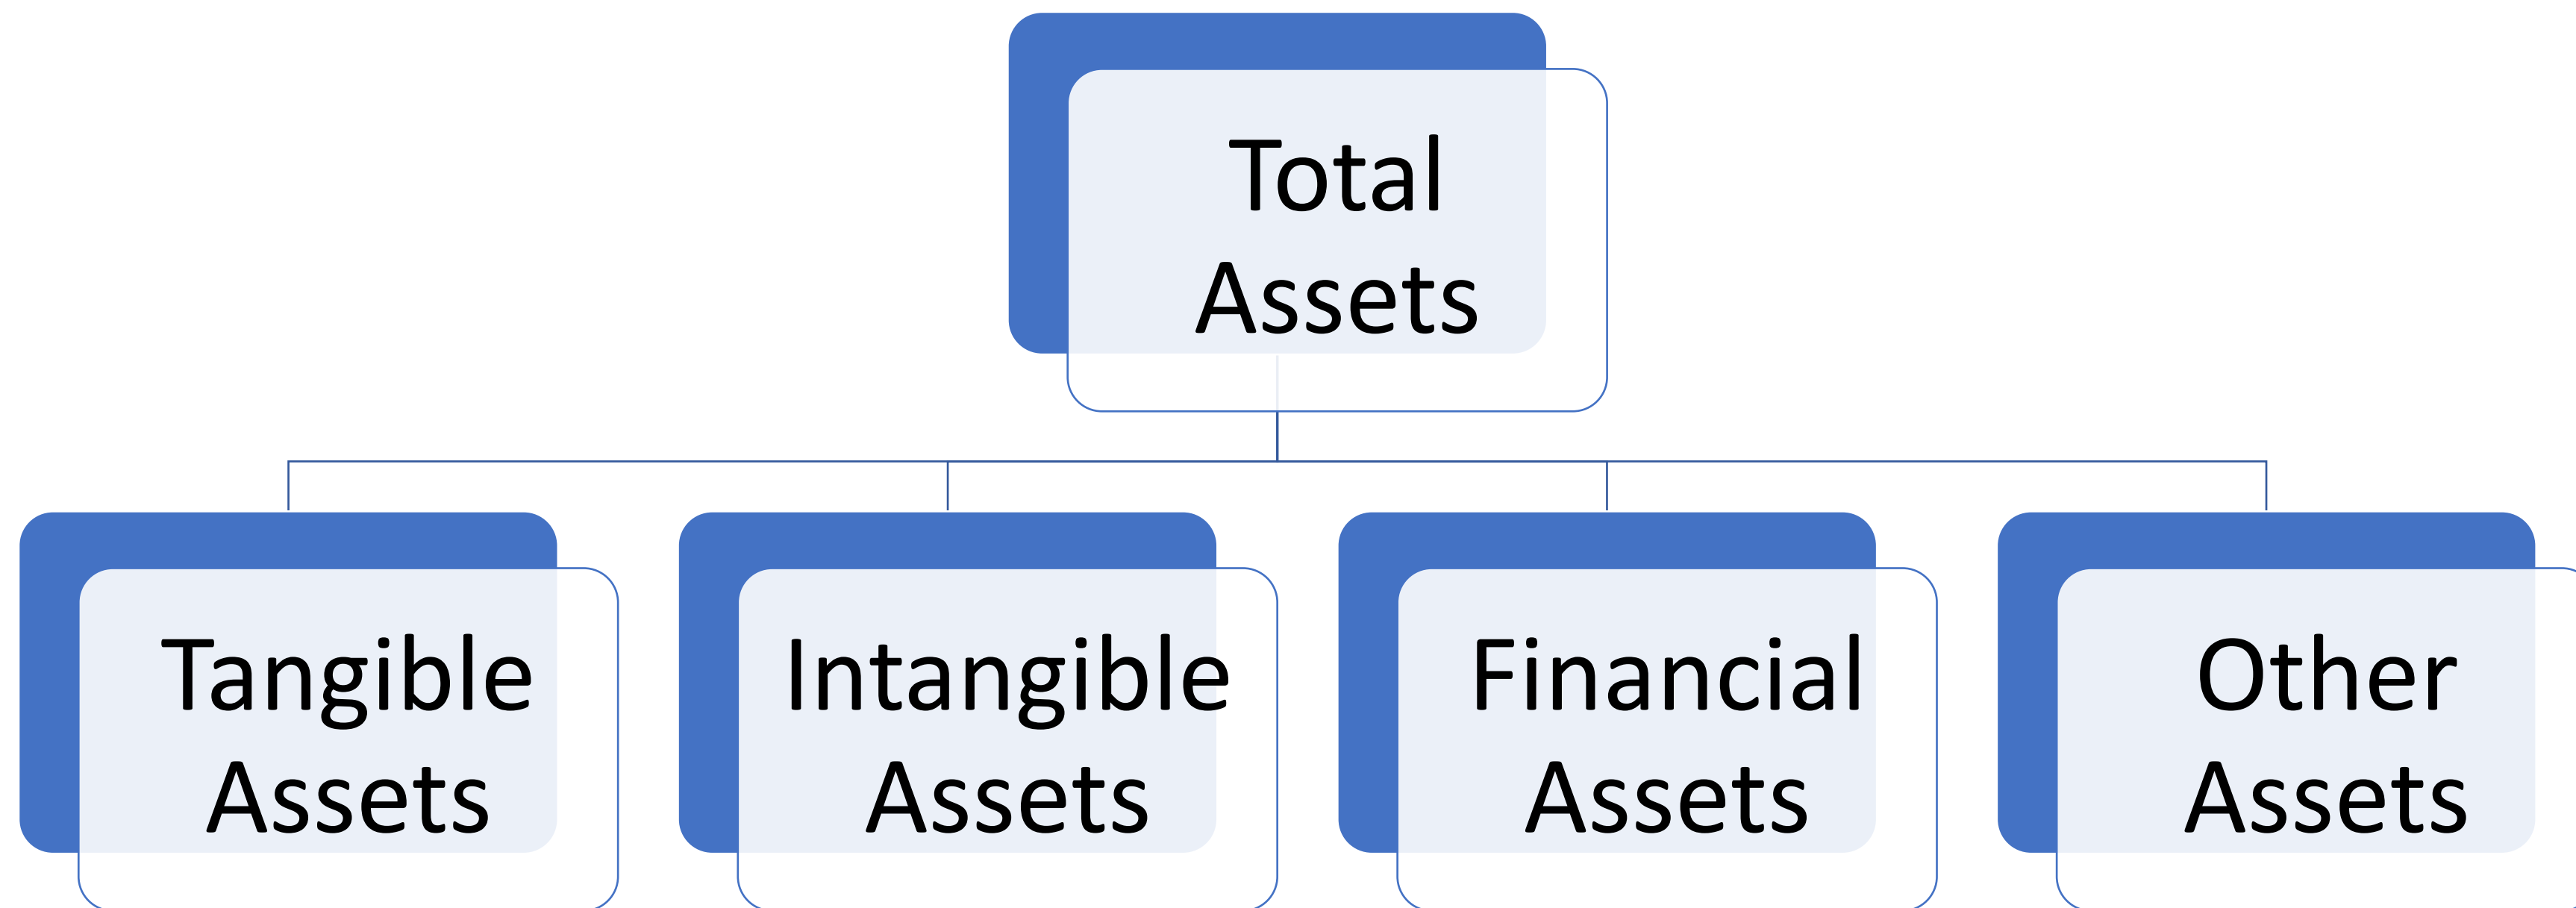 Total
Assets
Tangible
Assets
Intangible
Assets
Financial
Assets
Other
Assets